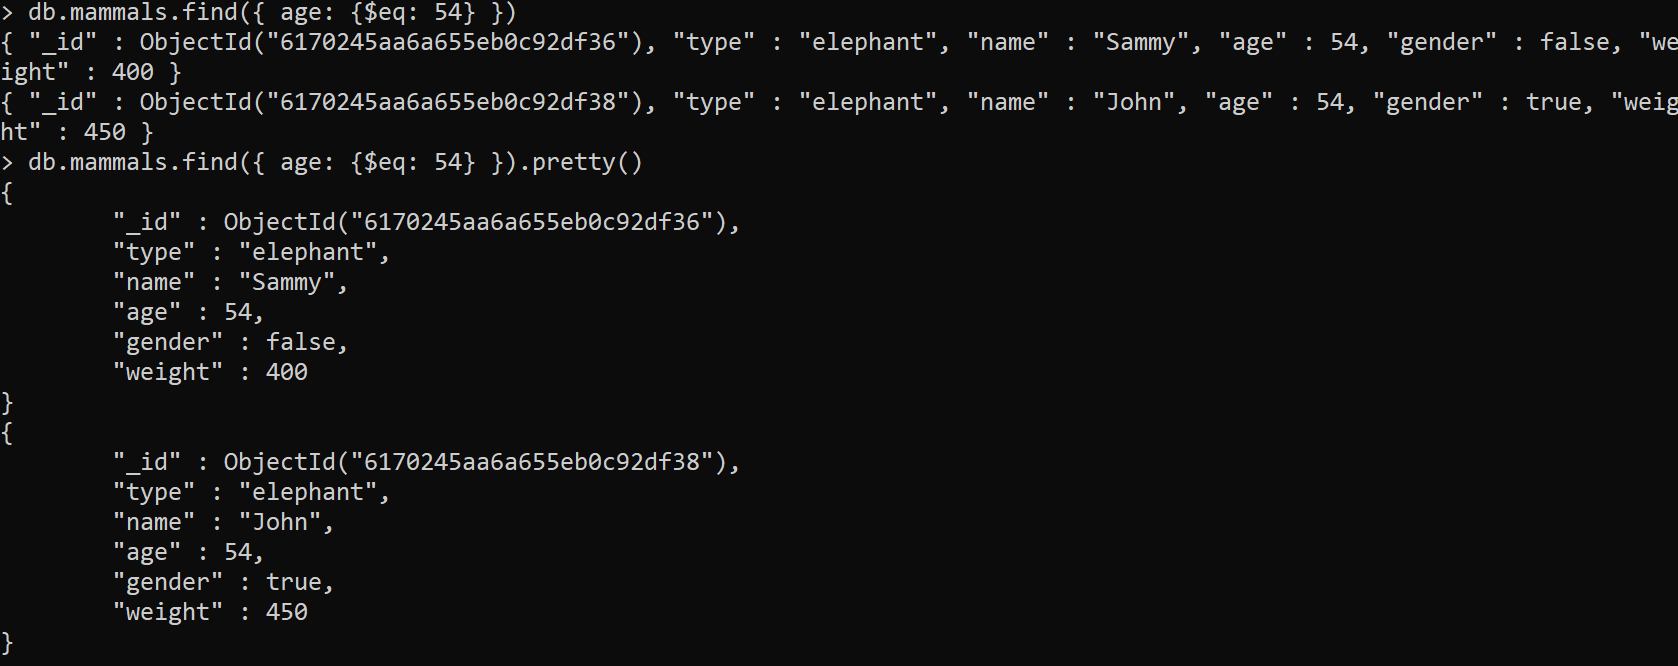 > db.mammals.find({ age: {$eq: 54} })
{ "_id" : ObjectId("6170245aa6a655eb0c92df36"), "type" : "elephant", "name" : "Sammy", "age" : 54, "gender" : false, "we
ight" : 400 }
{ "_id" : ObjectId("6170245aa6a655eb0c92df38"), "type" : "elephant", "name" : "John", "age" : 54, "gender" : true, "weig
ht" : 450 }
> db.mammals.find({ age: {$eq: 54} }).pretty()
{
        "_id" : ObjectId("6170245aa6a655eb0c92df36"),
        "type" : "elephant",
        "name" : "Sammy",
        "age" : 54,
        "gender" : false,
        "weight" : 400
}
{
        "_id" : ObjectId("6170245aa6a655eb0c92df38"),
        "type" : "elephant",
        "name" : "John",
        "age" : 54,
        "gender" : true,
        "weight" : 450
}